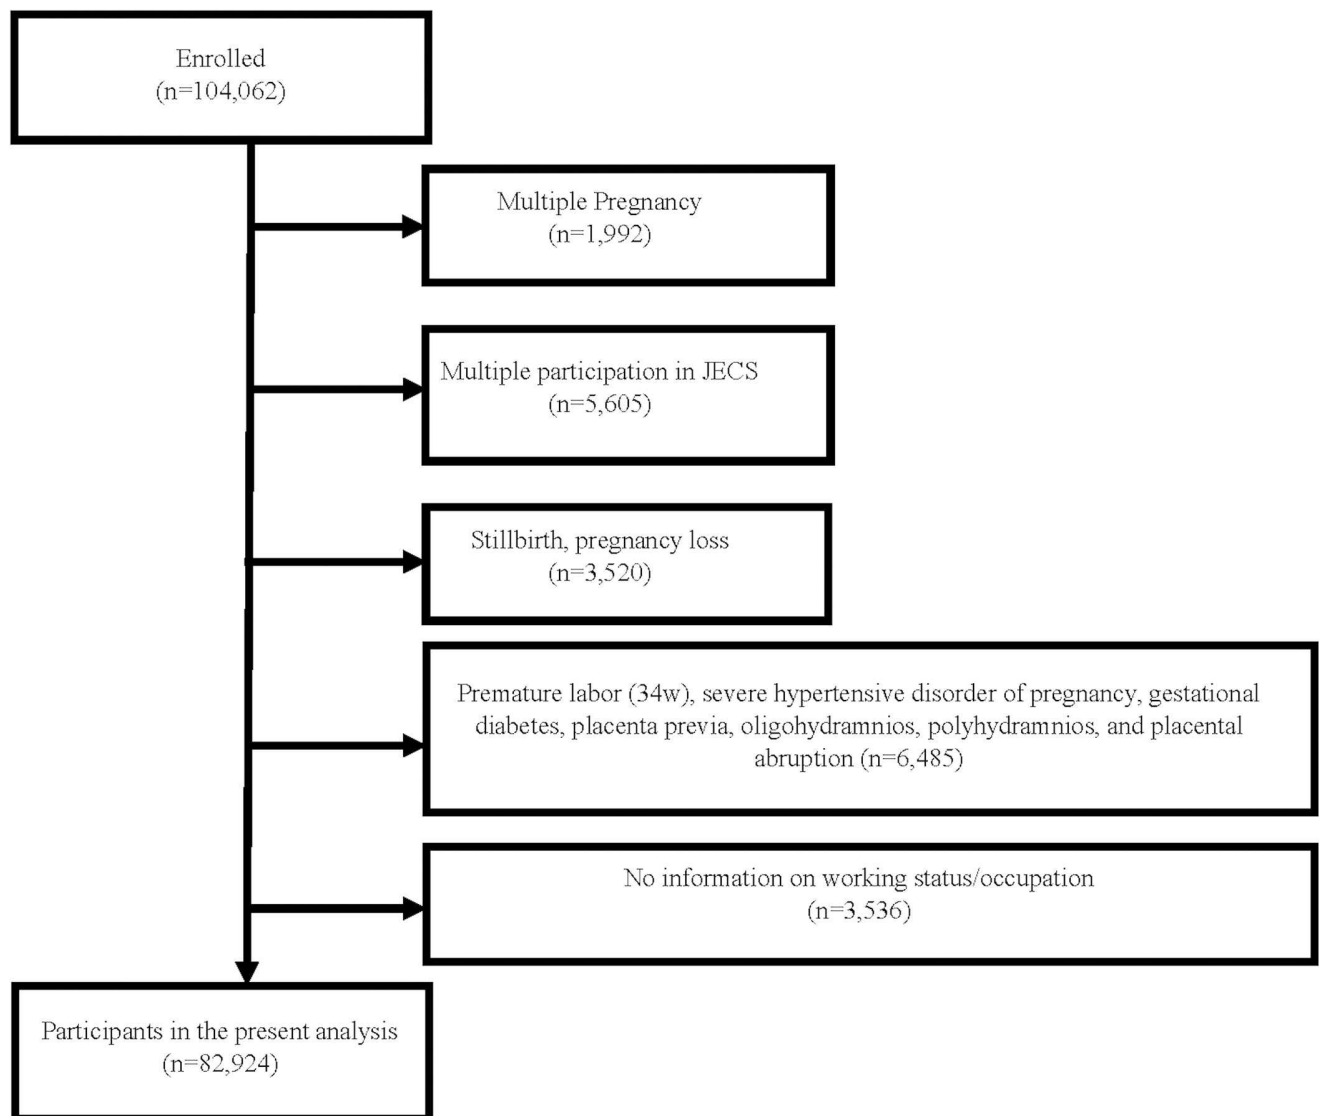 Enrolled
(n=104,062)
Multiple Pregnancy
(n=1,992)
Multiple participation in JECS
(n=5,605)
Stillbirth, pregnancy loss
(n=3,520)
Premature labor (34w), severe hypertensive disorder of pregnancy, gestational
diabetes, placenta previa, oligohydramnios, polyhydramnios, and placental
abruption (n=6,485)
No information on working status/occupation
(n=3,536)
Participants in the present analysis
(n=82,924)